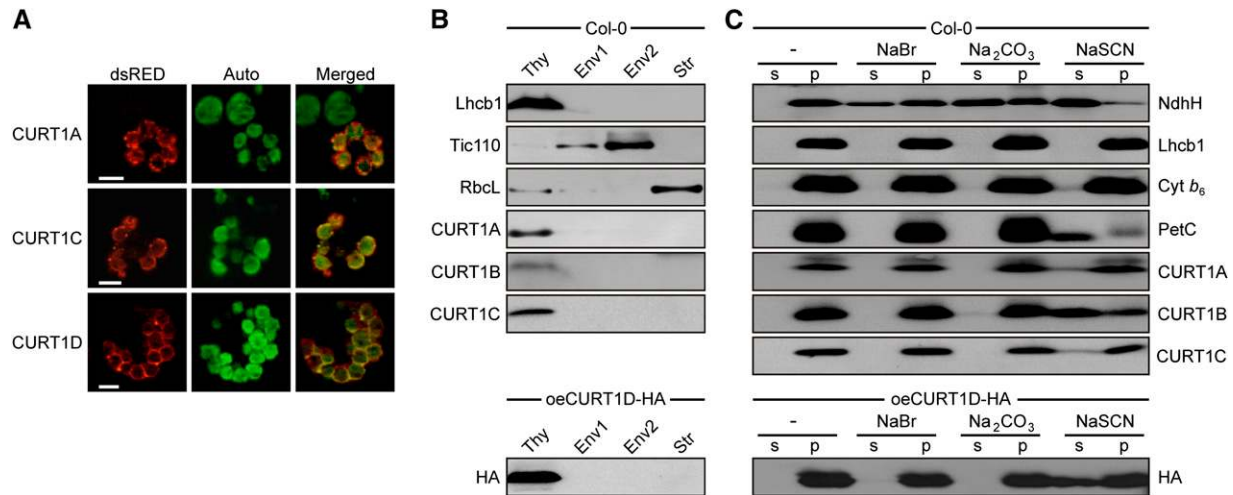 A
dsRED Auto Merged
CURT1A
CURT1C
CURT1D
B
Col-0
Thy Env1 Env2 Str
Lhcb1
Tic110
RbcL
CURT1A
CURT1B
CURT1C
oeCURT1D-HA
Thy Env1 Env2 Str
HA
C
Col-0
- NaBr Na₂CO₃ NaSCN
s p s p s p s p
NdhH
Lhcb1
Cyt b₆
PetC
CURT1A
CURT1B
CURT1C
oeCURT1D-HA
- NaBr Na₂CO₃ NaSCN
s p s p s p s p
HA